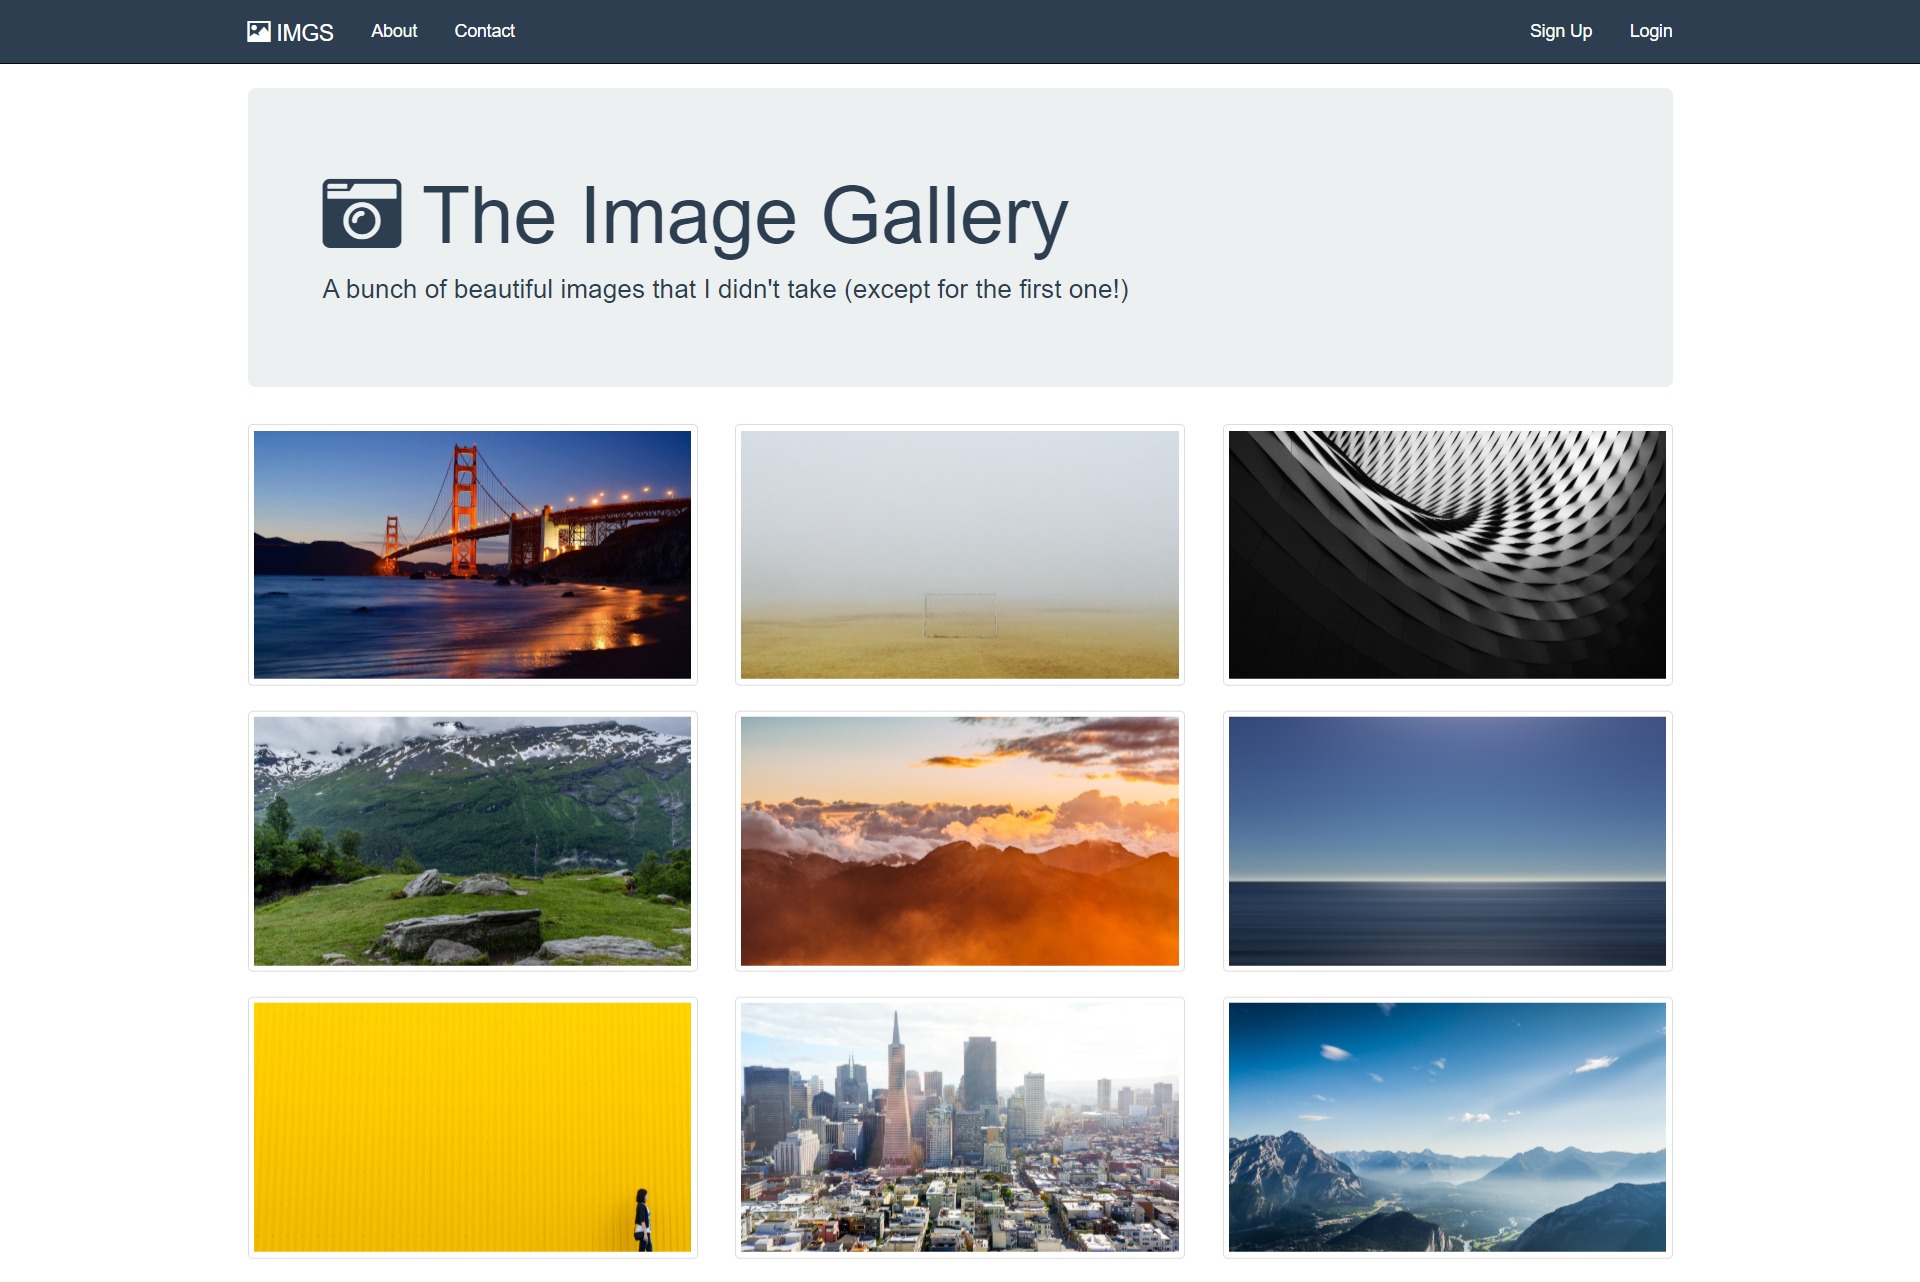 IMGS About Contact Sign Up Login
The Image Gallery
A bunch of beautiful images that I didn't take (except for the first one!)